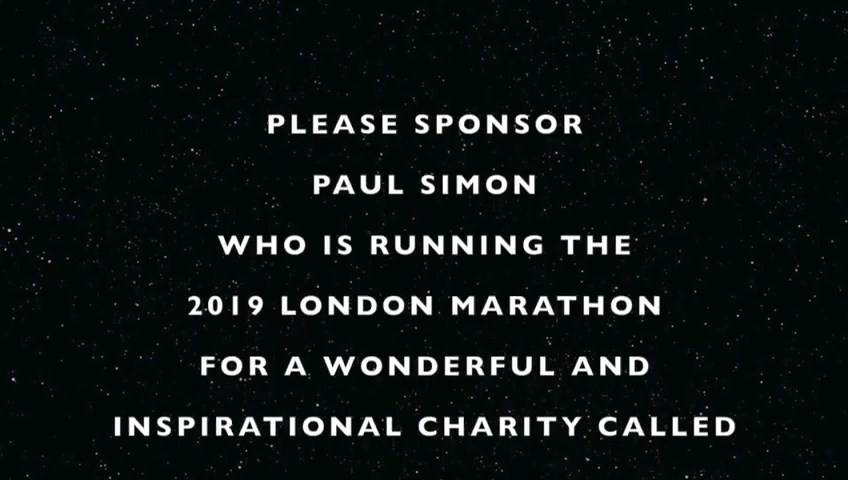 PLEASE SPONSOR
PAUL SIMON
WHO IS RUNNING THE
2019 LONDON MARATHON
FOR A WONDERFUL AND
INSPIRATIONAL CHARITY CALLED